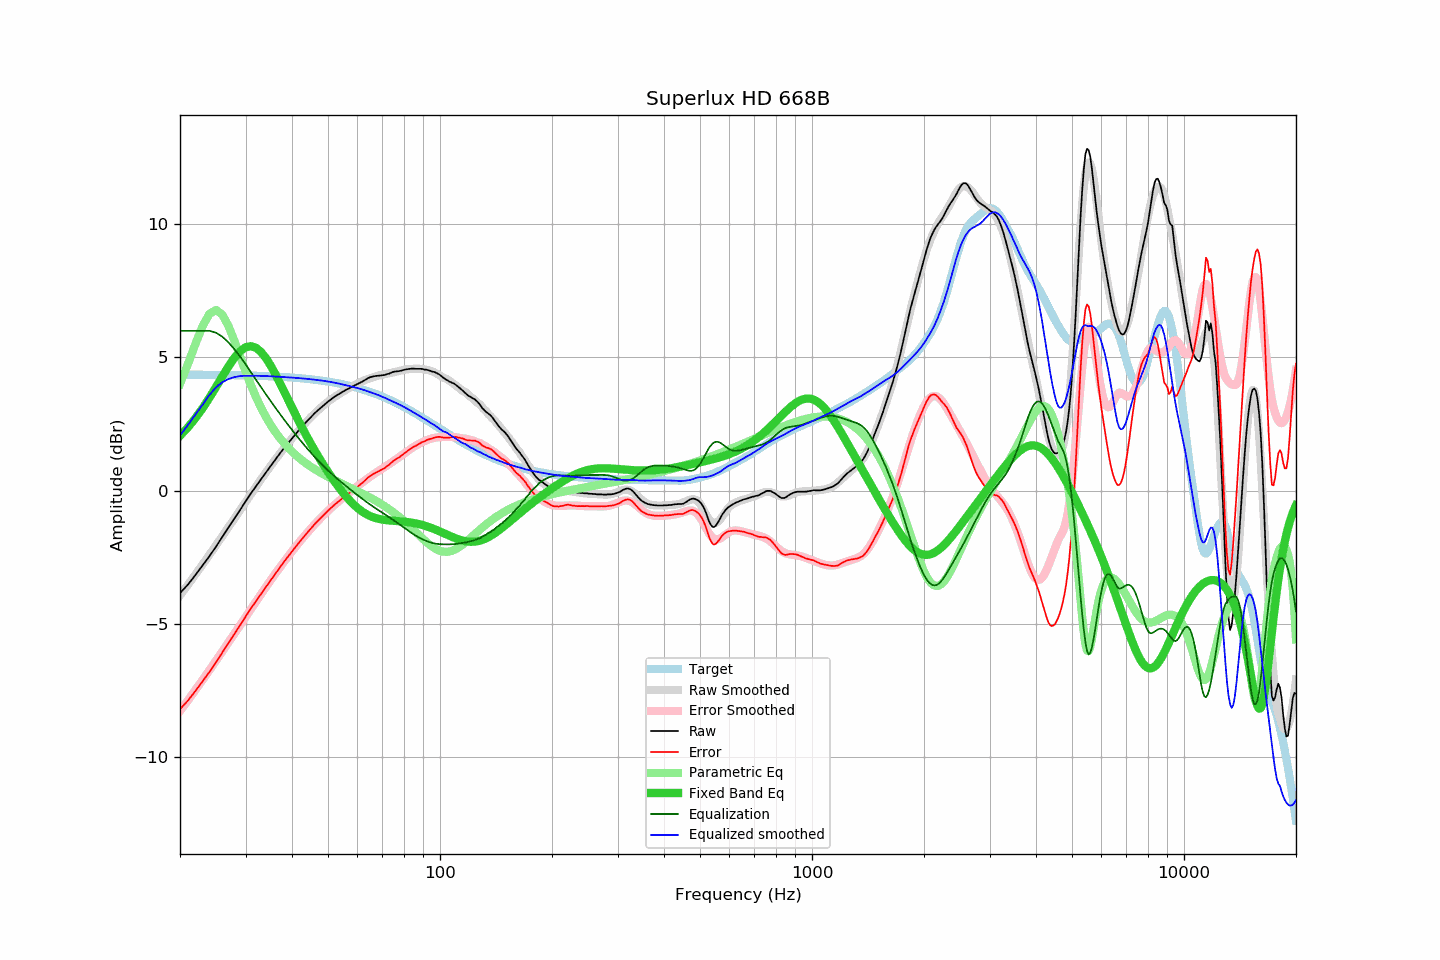 Superlux HD 668B
Amplitude (dBr)
10
5
0
−5
−10
Target
Raw Smoothed
Error Smoothed
Raw
Error
Parametric Eq
Fixed Band Eq
Equalization
Equalized smoothed
100
1000
10000
Frequency (Hz)